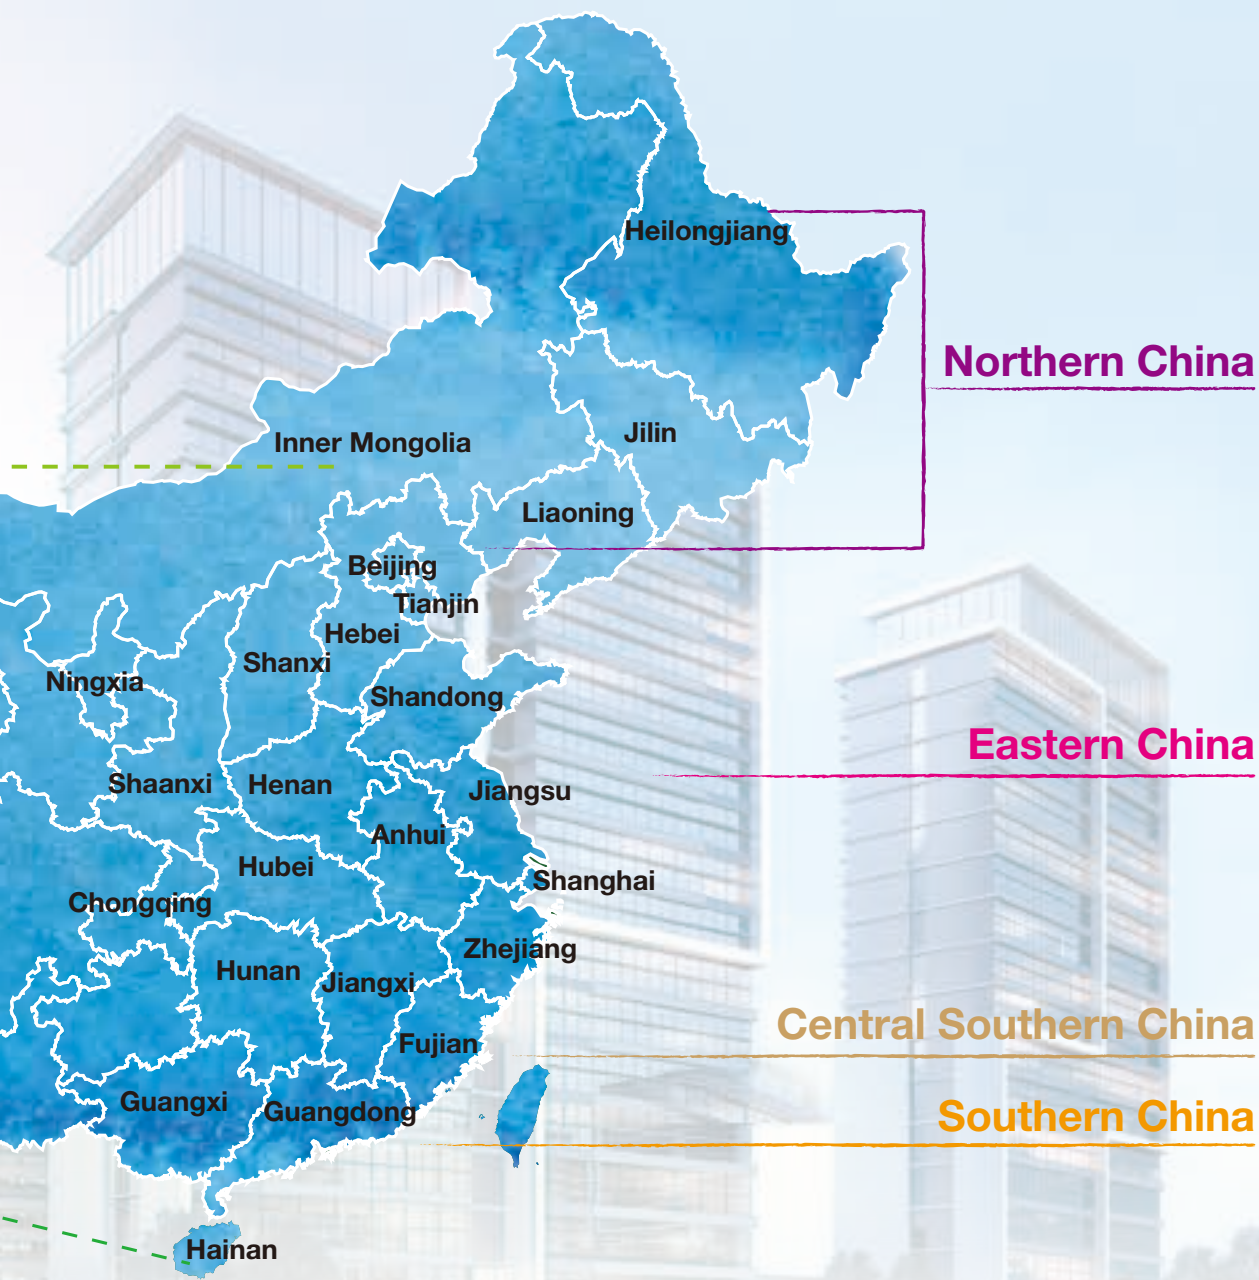 Heilongjiang
Northern China
Inner Mongolia
Jilin
Liaoning
Beijing
Tianjin
Hebei
Shanxi
Ningxia
Shandong
Eastern China
Shaanxi
Henan
Jiangsu
Anhui
Hubei
Shanghai
Chongqing
Zhejiang
Hunan
Jiangxi
Central Southern China
Fujian
Guangxi
Guangdong
Southern China
Hainan